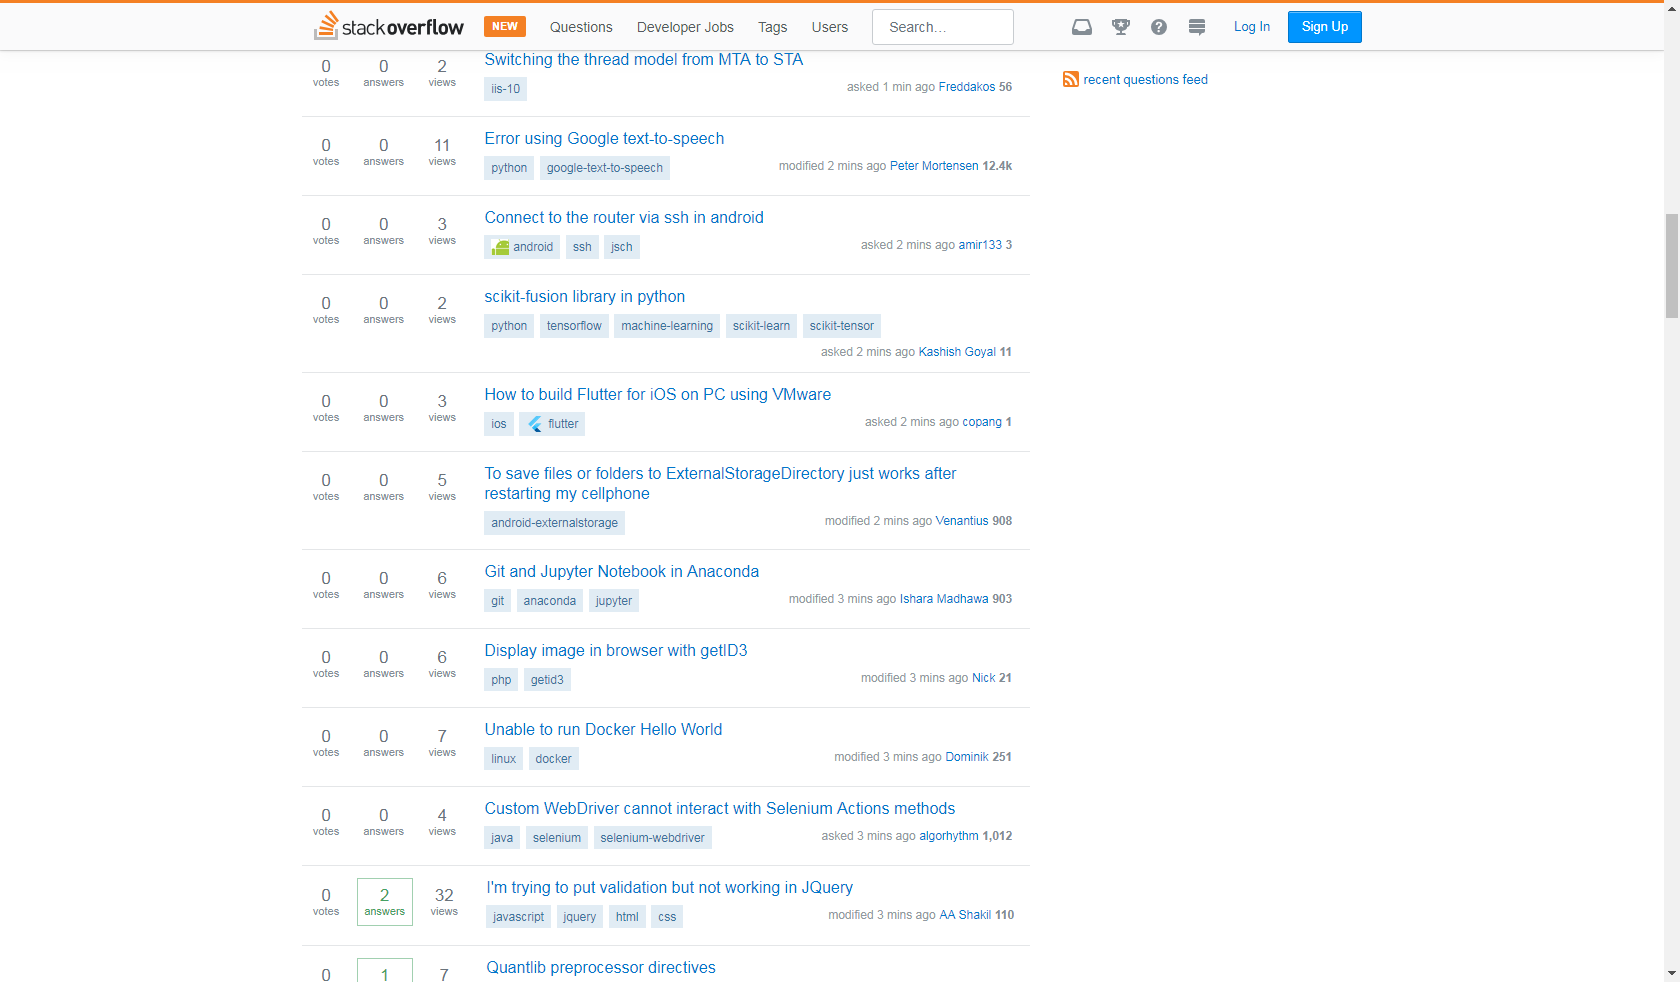 stackoverflow NEW Questions Developer Jobs Tags Users Search... Log In Sign Up
0 votes 0 answers 2 views
Switching the thread model from MTA to STA
iis-10
asked 1 min ago Freddakos 56
recent questions feed
0 votes 0 answers 11 views
Error using Google text-to-speech
python google-text-to-speech
modified 2 mins ago Peter Mortensen 12.4k
0 votes 0 answers 3 views
Connect to the router via ssh in android
android ssh jsch
asked 2 mins ago amir133 3
0 votes 0 answers 2 views
scikit-fusion library in python
python tensorflow machine-learning scikit-learn scikit-tensor
asked 2 mins ago Kashish Goyal 11
0 votes 0 answers 3 views
How to build Flutter for iOS on PC using VMware
ios flutter
asked 2 mins ago copang 1
0 votes 0 answers 5 views
To save files or folders to ExternalStorageDirectory just works after
restarting my cellphone
android-externalstorage
modified 2 mins ago Venantius 908
0 votes 0 answers 6 views
Git and Jupyter Notebook in Anaconda
git anaconda jupyter
modified 3 mins ago Ishara Madhawa 903
0 votes 0 answers 6 views
Display image in browser with getID3
php getid3
modified 3 mins ago Nick 21
0 votes 0 answers 7 views
Unable to run Docker Hello World
linux docker
modified 3 mins ago Dominik 251
0 votes 0 answers 4 views
Custom WebDriver cannot interact with Selenium Actions methods
java selenium selenium-webdriver
asked 3 mins ago algorhythm 1,012
0 votes 2 answers 32 views
I'm trying to put validation but not working in JQuery
javascript jquery html css
modified 3 mins ago AA Shakil 110
0 1 7
Quantlib preprocessor directives